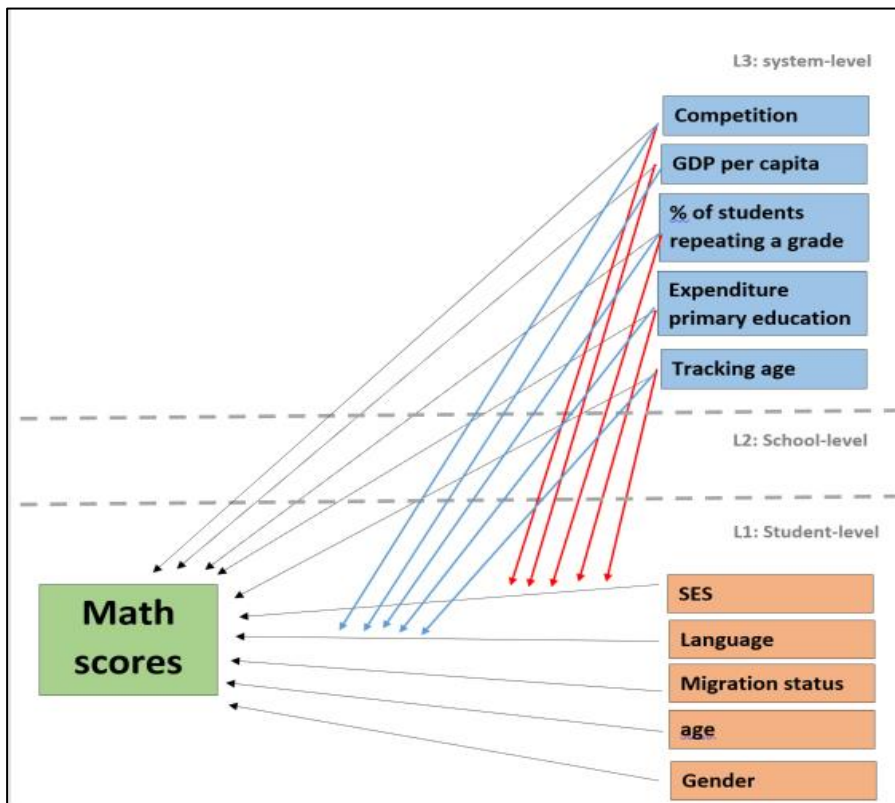 L3: system-level
Competition
GDP per capita
% of students
repeating a grade
Expenditure
primary education
Tracking age
L2: School-level
L1: Student-level
Math
scores
SES
Language
Migration status
age
Gender